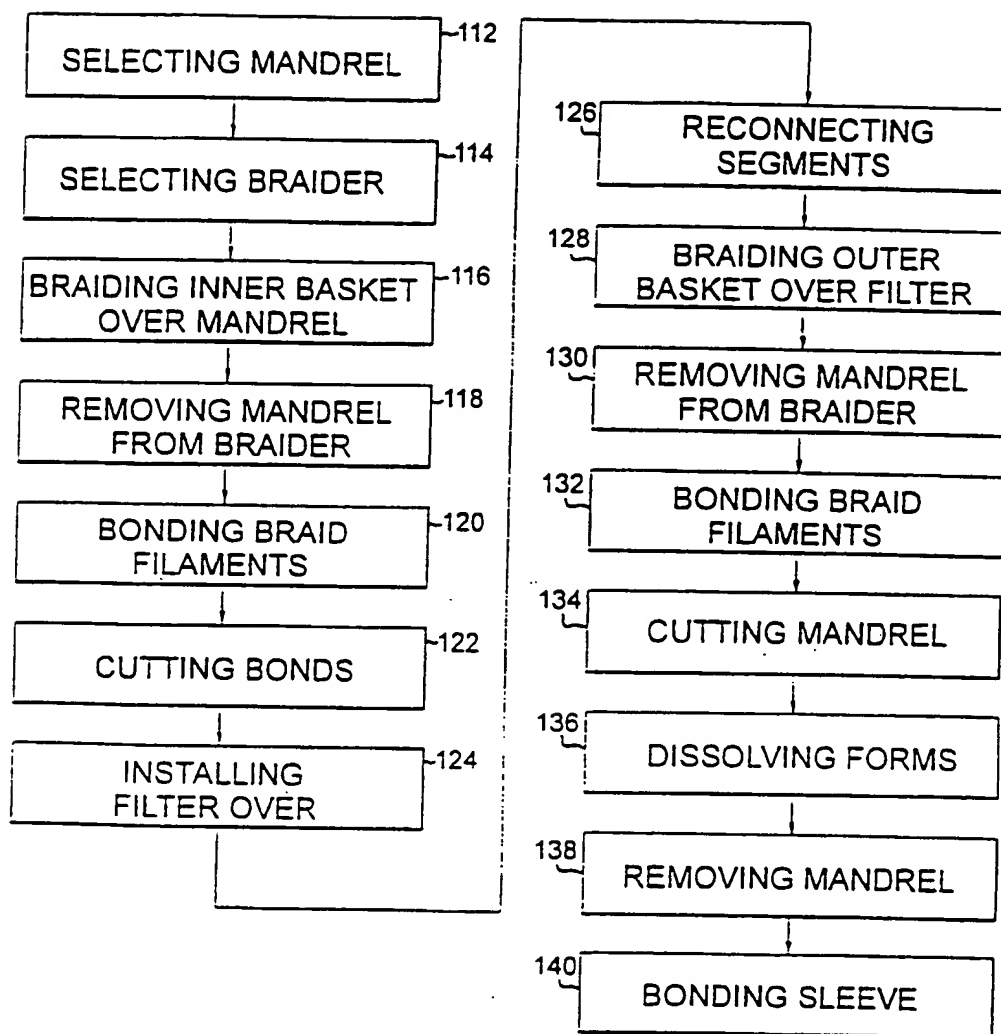 112
SELECTING MANDREL
114
SELECTING BRAIDER
116
BRAIDING INNER BASKET
OVER MANDREL
118
REMOVING MANDREL
FROM BRAIDER
120
BONDING BRAID
FILAMENTS
122
CUTTING BONDS
124
INSTALLING
FILTER OVER
126
RECONNECTING
SEGMENTS
128
BRAIDING OUTER
BASKET OVER FILTER
130
REMOVING MANDREL
FROM BRAIDER
132
BONDING BRAID
FILAMENTS
134
CUTTING MANDREL
136
DISSOLVING FORMS
138
REMOVING MANDREL
140
BONDING SLEEVE